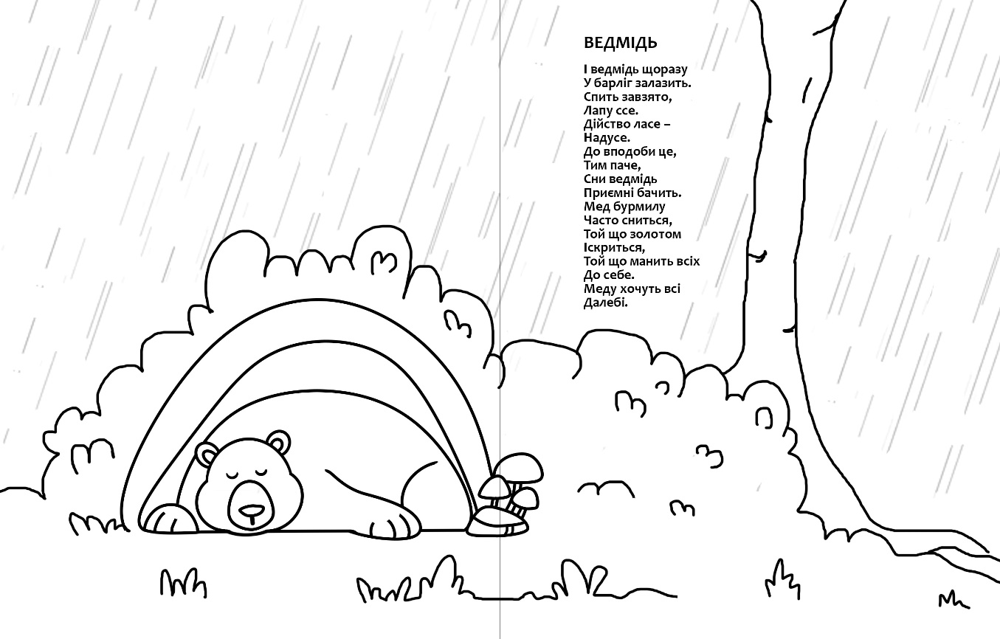 ВЕДМІДЬ
І ведмідь щоразу
У барліг залазить.
Спить завзято,
Лапу ссе.
Дійство ласе –
Надусе.
До вподоби це,
Тим паче,
Сни ведмідь
Приємні бачить.
Мед бурмилу
Часто сниться,
Той що золотом
Іскриться,
Той що манить всіх
До себе.
Меду хочуть всі
Далебі.